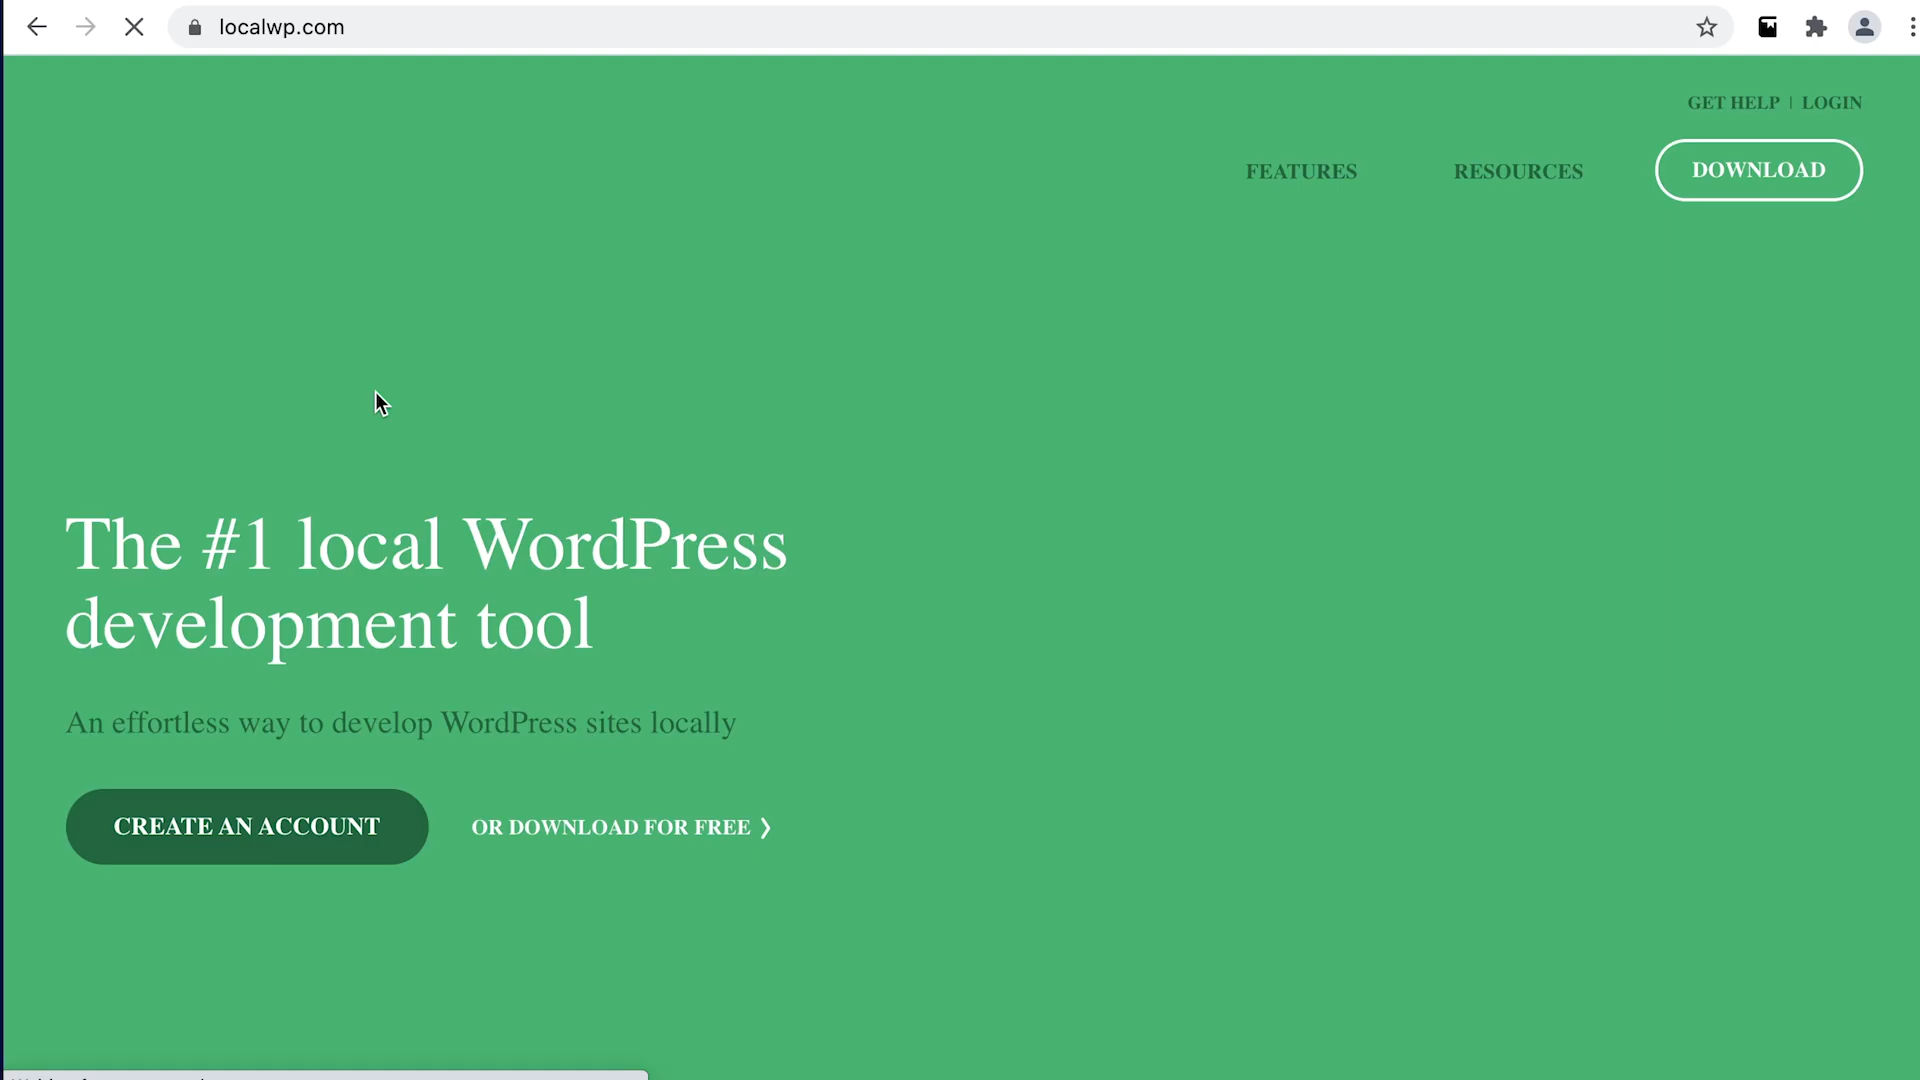 localwp.com
GET HELP | LOGIN
FEATURES RESOURCES DOWNLOAD
The #1 local WordPress
development tool
An effortless way to develop WordPress sites locally
CREATE AN ACCOUNT OR DOWNLOAD FOR FREE ❯